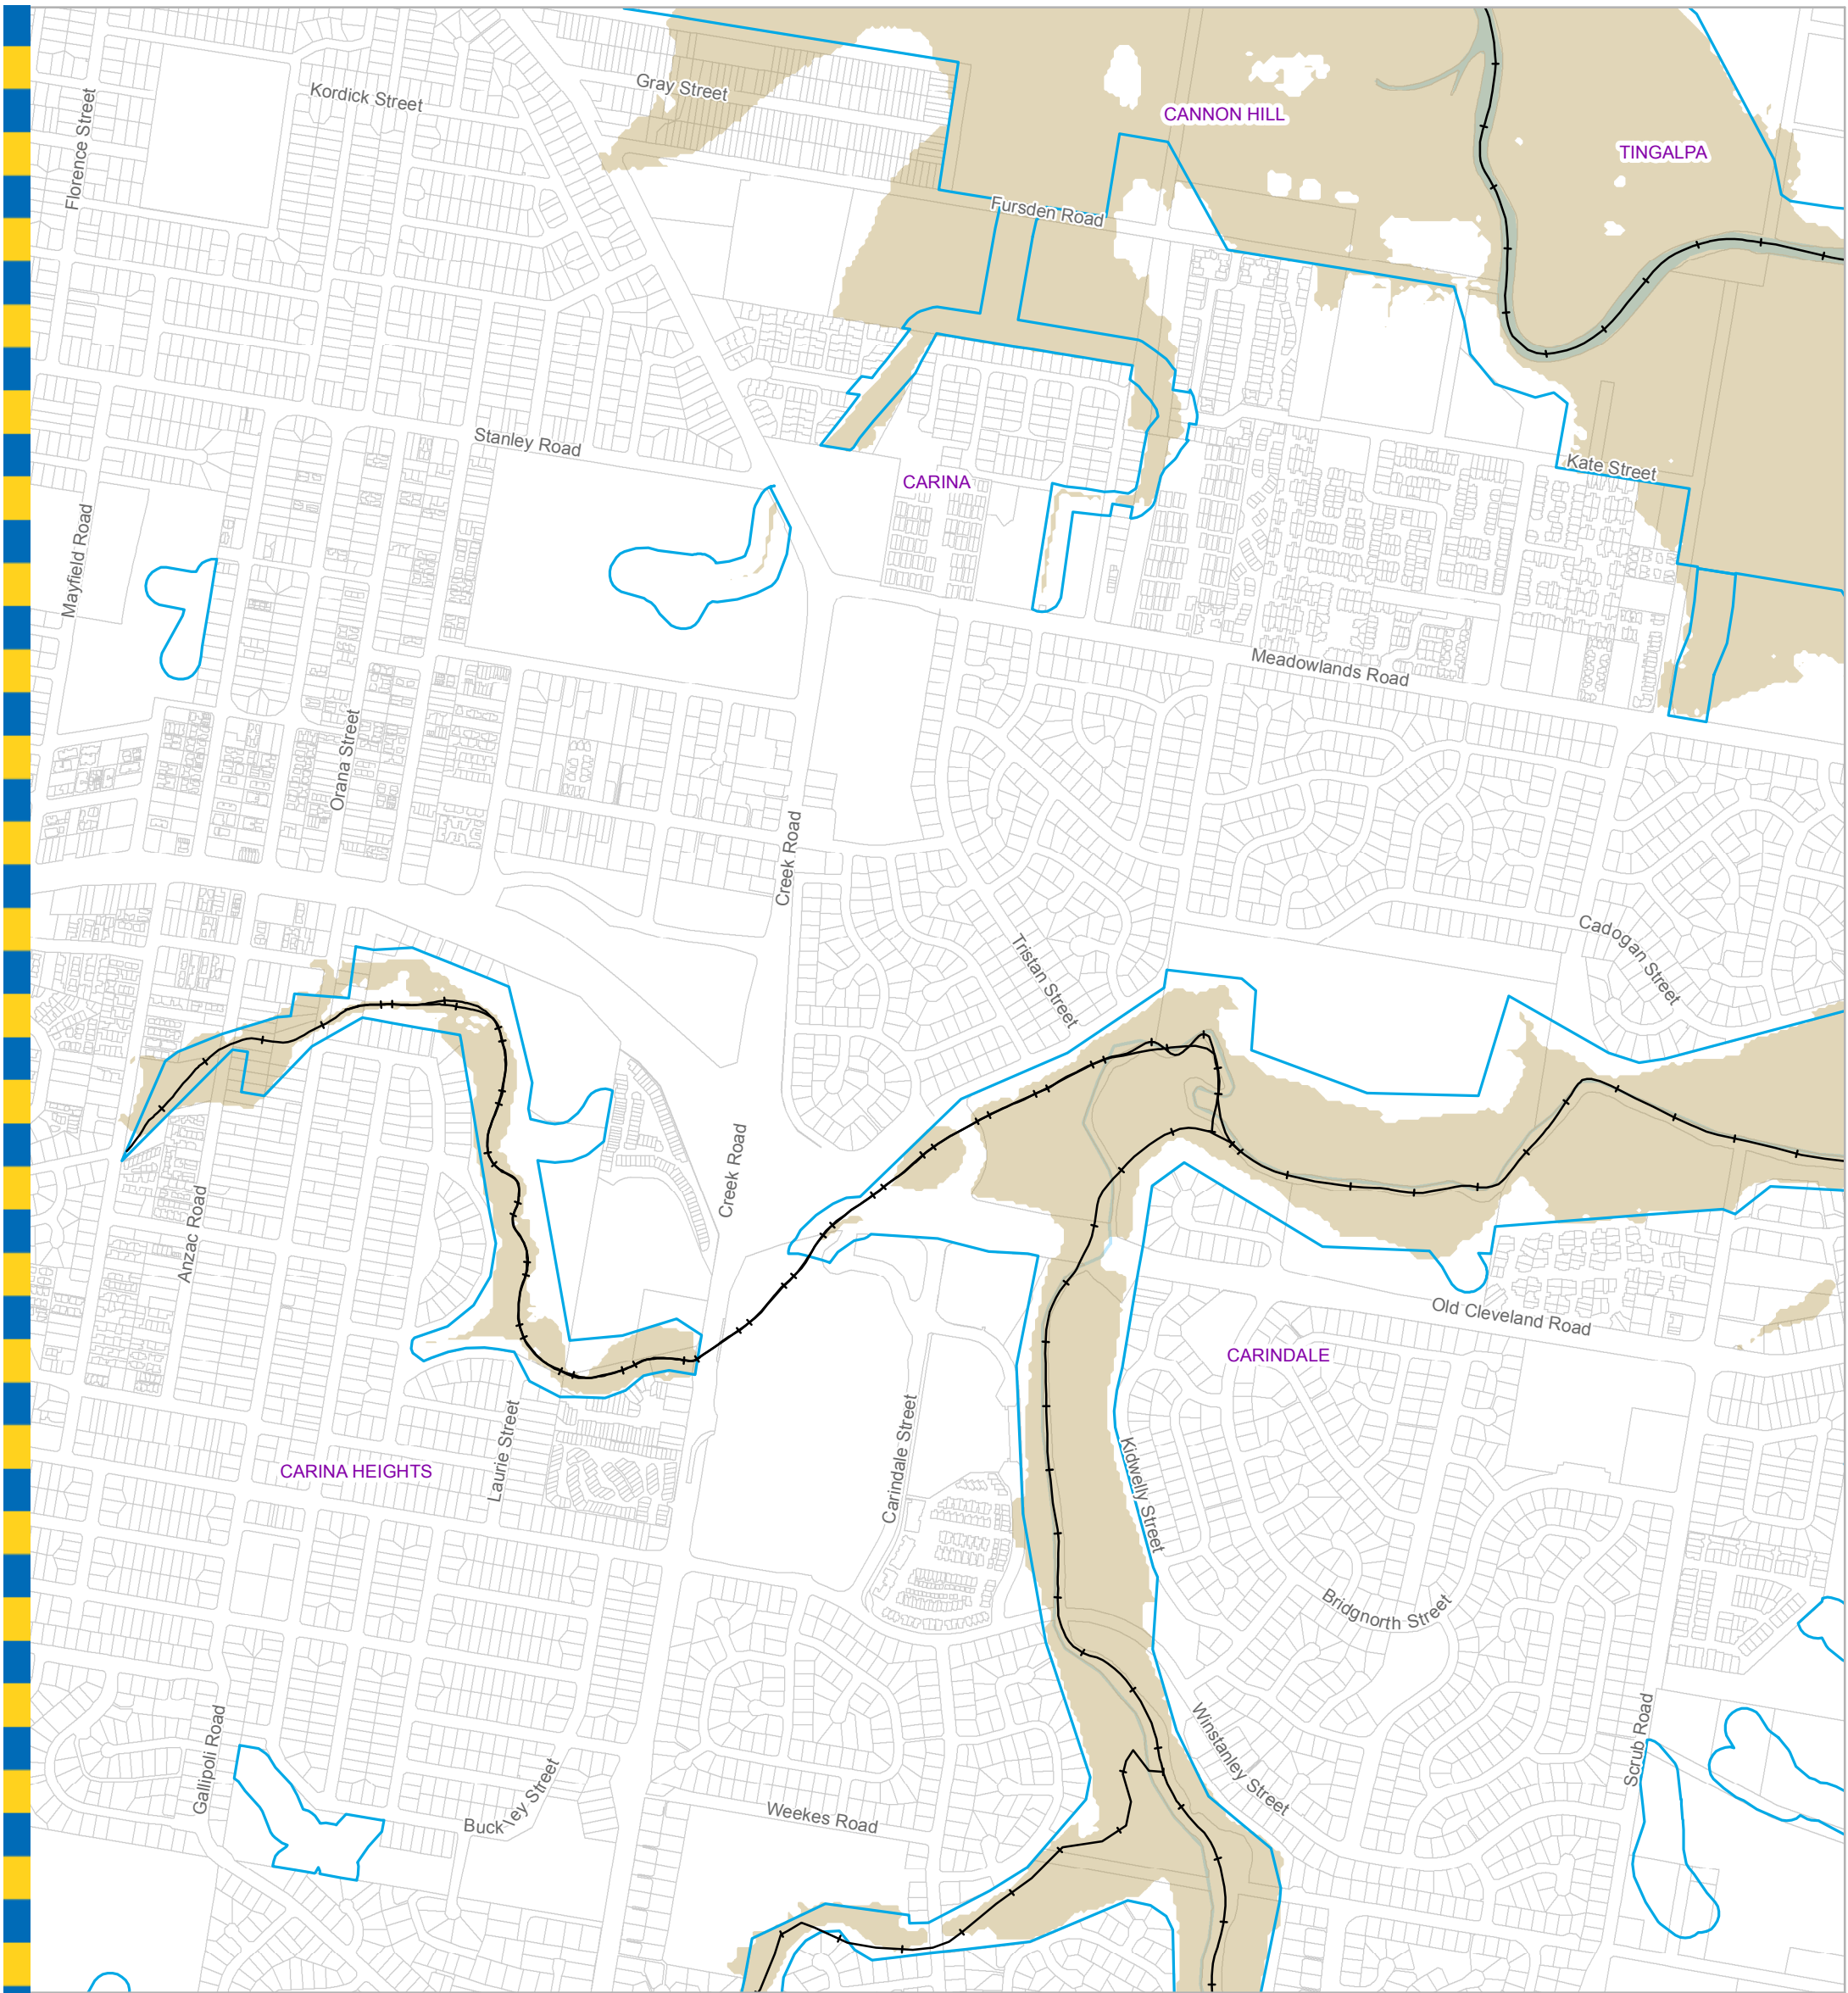 Kordick Street
Gray Street
Florence Street
CANNON HILL
TINGALPA
Fursden Road
Stanley Road
CARINA
Kate Street
Mayfield Road
Meadowlands Road
Orana Street
Creek Road
Tristan Street
Cadogan Street
Creek Road
Anzac Road
Old Cleveland Road
CARINDALE
Carindale Street
Laurie Street
Kidwelly Street
CARINA HEIGHTS
Bridgnorth Street
Winstanley Street
Scrub Road
Gallipoli Road
Buckley Street
Weekes Road